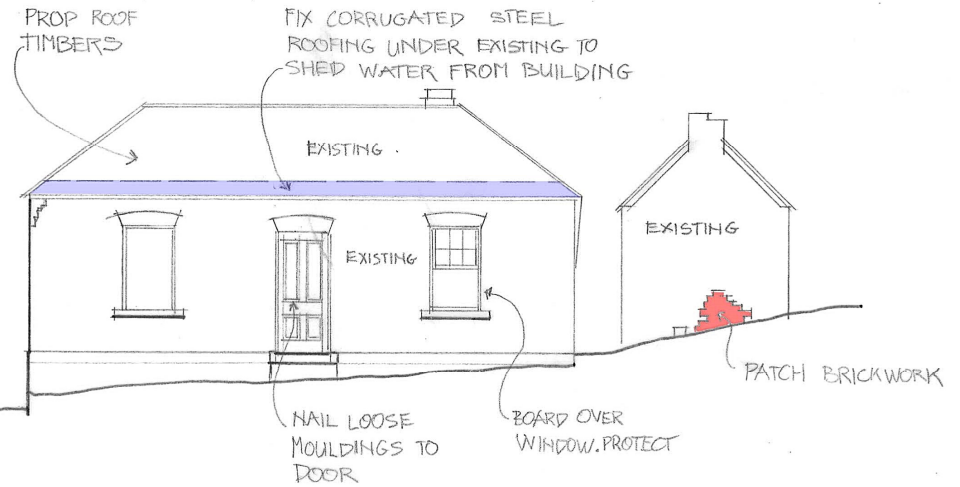 PROP ROOF
TIMBERS
FIX CORRUGATED STEEL
ROOFING UNDER EXISTING TO
SHED WATER FROM BUILDING
EXISTING.
EXISTING
EXISTING
PATCH BRICKWORK
NAIL LOOSE
MOULDINGS TO
DOOR
BOARD OVER
WINDOW. PROTECT